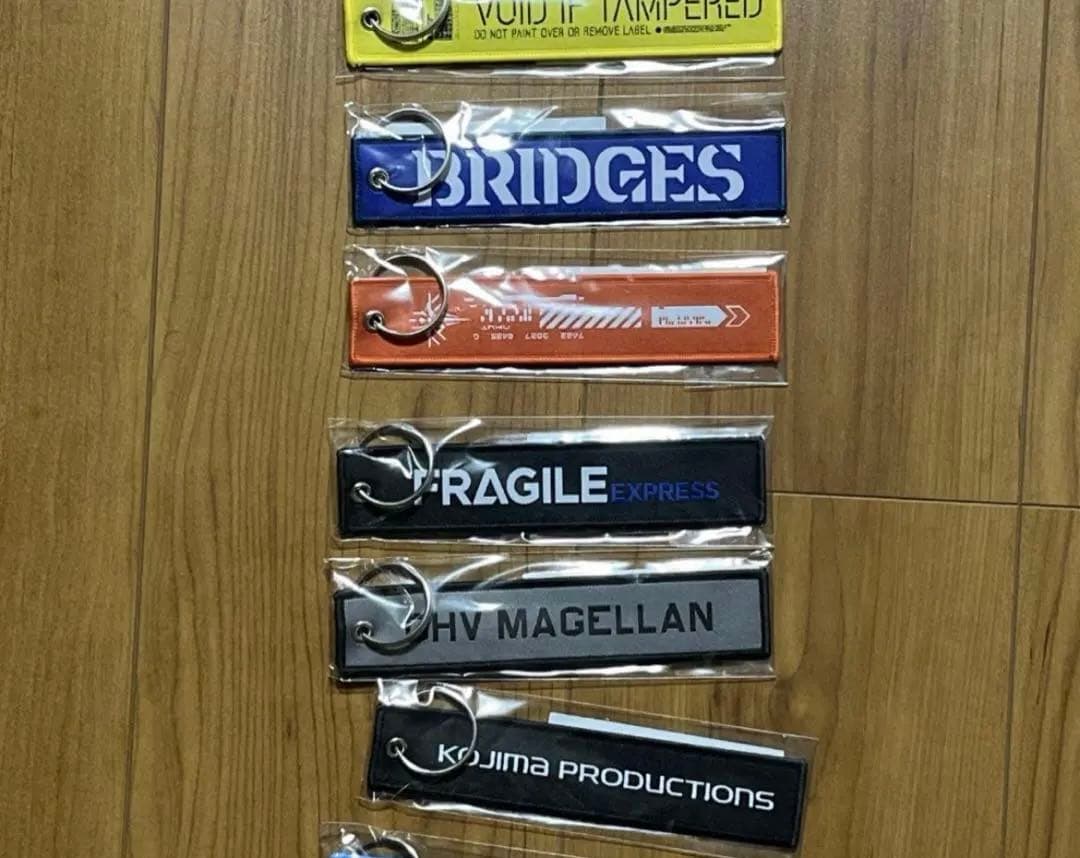 VOID IF TAMPERED
DO NOT PAINT OVER OR REMOVE LABEL
BRIDGES
FRAGILE EXPRESS
DHV MAGELLAN
KOJIMA PRODUCTIONS